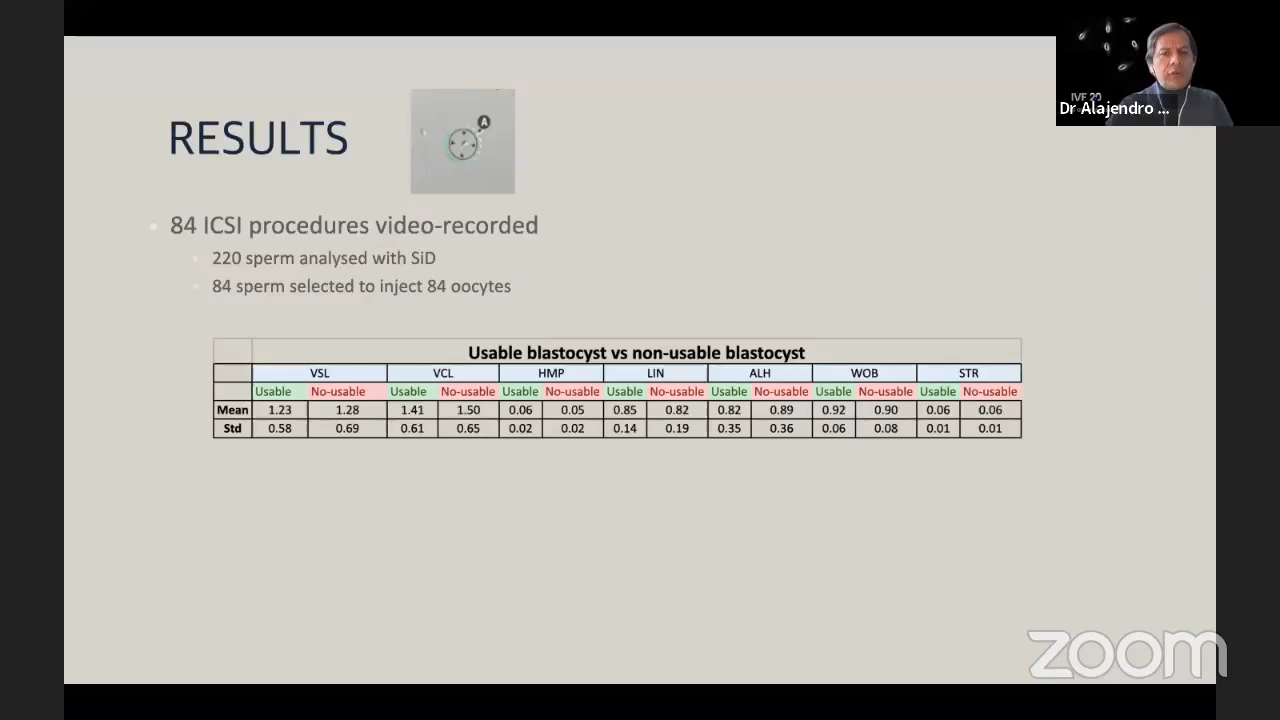 IVF 20
Dr Alajendro ...
RESULTS
A
84 ICSI procedures video-recorded
220 sperm analysed with SiD
84 sperm selected to inject 84 oocytes
Usable blastocyst vs non-usable blastocyst
VSL VCL HMP LIN ALH WOB STR
Usable No-usable Usable No-usable Usable No-usable Usable No-usable Usable No-usable Usable No-usable Usable No-usable
Mean 1.23 1.28 1.41 1.50 0.06 0.05 0.85 0.82 0.82 0.89 0.92 0.90 0.06 0.06
Std 0.58 0.69 0.61 0.65 0.02 0.02 0.14 0.19 0.35 0.36 0.06 0.08 0.01 0.01
zoom